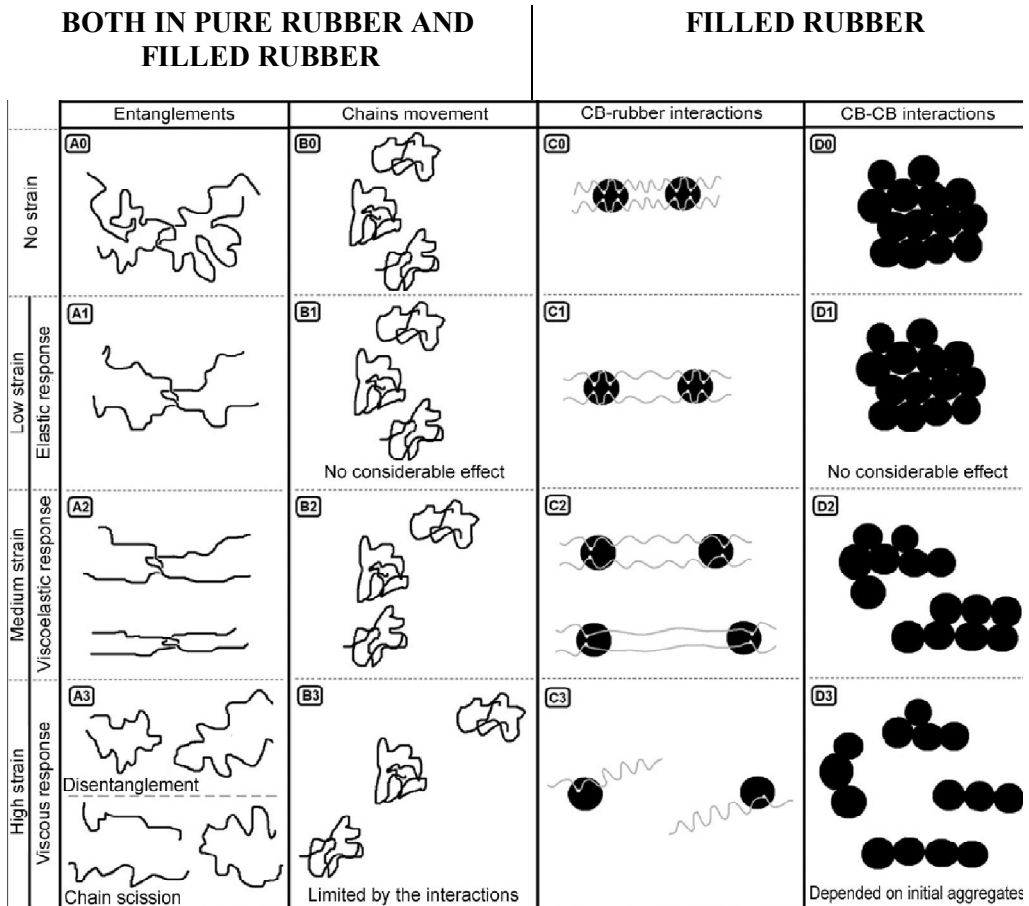 BOTH IN PURE RUBBER AND
FILLED RUBBER
FILLED RUBBER
Entanglements
Chains movement
CB-rubber interactions
CB-CB interactions
No strain
A0
B0
C0
D0
Low strain
Elastic response
A1
B1
No considerable effect
C1
D1
No considerable effect
Medium strain
Viscoelastic response
A2
B2
C2
D2
High strain
Viscous response
A3
Disentanglement
Chain scission
B3
Limited by the interactions
C3
D3
Depended on initial aggregates